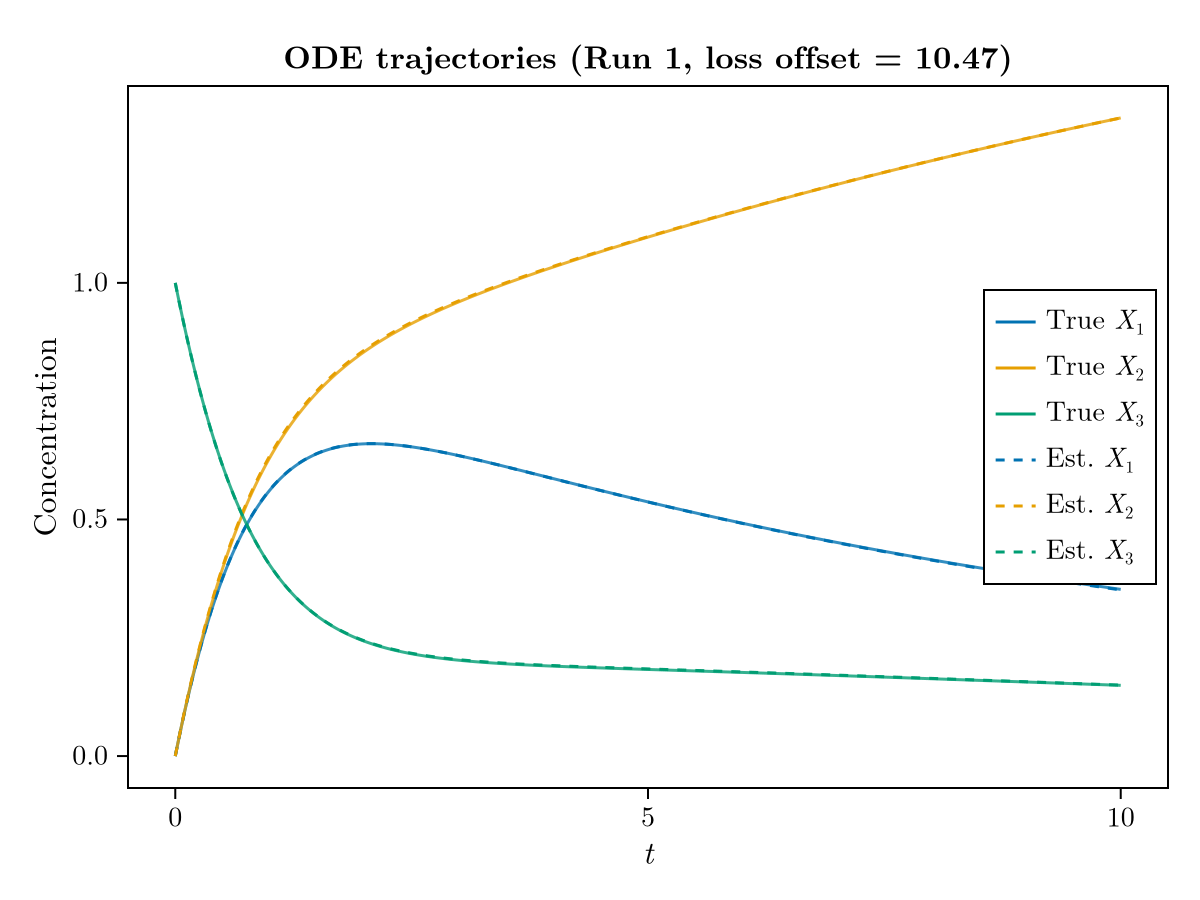 ODE trajectories (Run 1, loss offset = 10.47)
Concentration
1.0
0.5
0.0
0
5
10
t
True X₁
True X₂
True X₃
Est. X₁
Est. X₂
Est. X₃